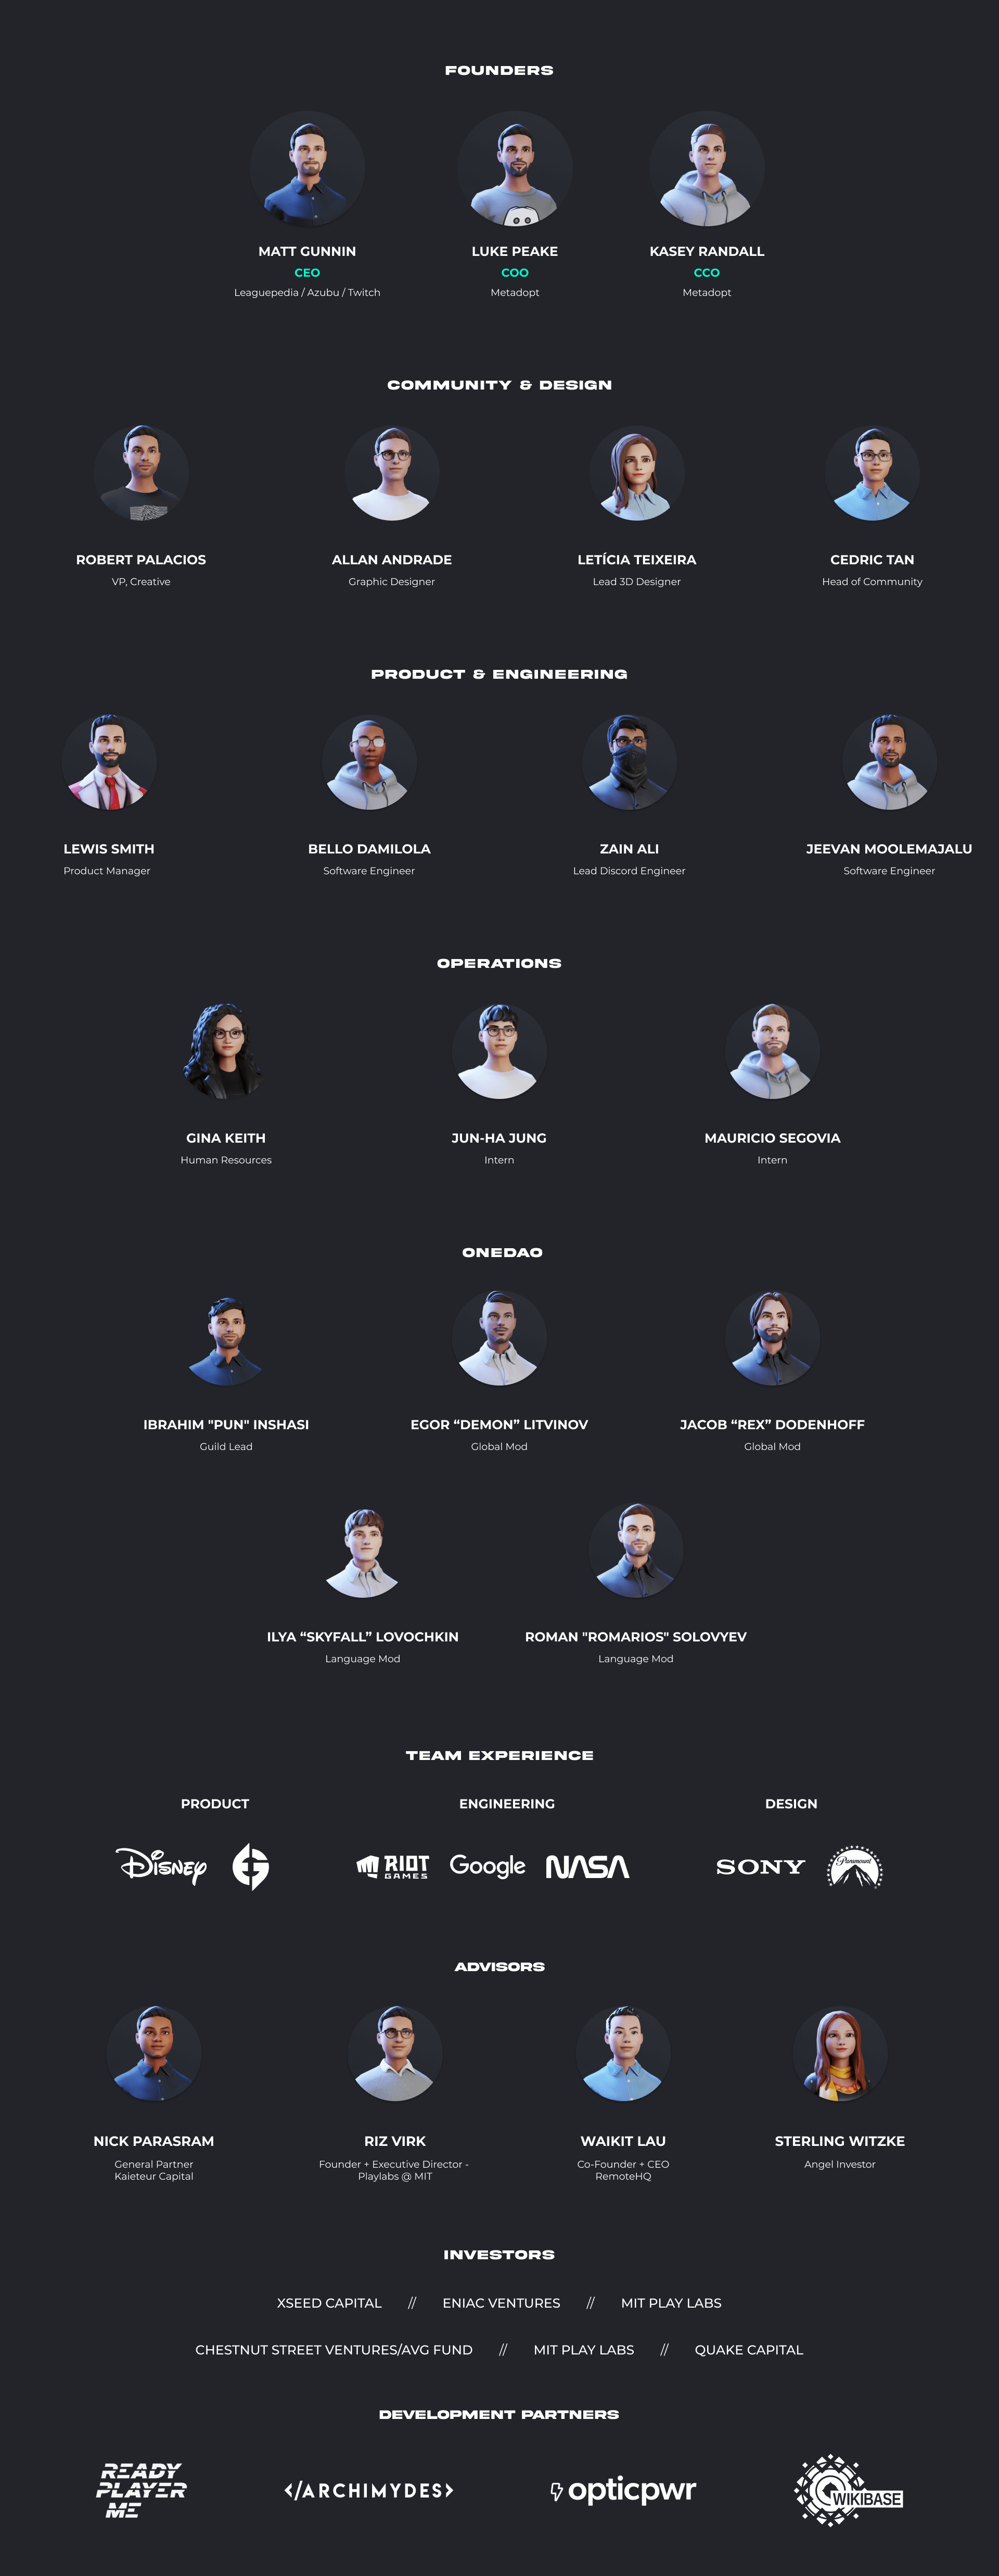 FOUNDERS
MATT GUNNIN
CEO
Leaguepedia / Azubu / Twitch
LUKE PEAKE
COO
Metadopt
KASEY RANDALL
CCO
Metadopt
COMMUNITY & DESIGN
ROBERT PALACIOS
VP, Creative
ALLAN ANDRADE
Graphic Designer
LETÍCIA TEIXEIRA
Lead 3D Designer
CEDRIC TAN
Head of Community
PRODUCT & ENGINEERING
LEWIS SMITH
Product Manager
BELLO DAMILOLA
Software Engineer
ZAIN ALI
Lead Discord Engineer
JEEVAN MOOLEMAJALU
Software Engineer
OPERATIONS
GINA KEITH
Human Resources
JUN-HA JUNG
Intern
MAURICIO SEGOVIA
Intern
ONEDAO
IBRAHIM "PUN" INSHASI
Guild Lead
EGOR “DEMON” LITVINOV
Global Mod
JACOB “REX” DODENHOFF
Global Mod
ILYA “SKYFALL” LOVOCHKIN
Language Mod
ROMAN "ROMARIOS" SOLOVYEV
Language Mod
TEAM EXPERIENCE
PRODUCT
Disney
ENGINEERING
RIOT
GAMES
Google
NASA
DESIGN
SONY
Paramount
ADVISORS
NICK PARASRAM
General Partner
Kaieteur Capital
RIZ VIRK
Founder + Executive Director -
Playlabs @ MIT
WAIKIT LAU
Co-Founder + CEO
RemoteHQ
STERLING WITZKE
Angel Investor
INVESTORS
XSEED CAPITAL // ENIAC VENTURES // MIT PLAY LABS
CHESTNUT STREET VENTURES/AVG FUND // MIT PLAY LABS // QUAKE CAPITAL
DEVELOPMENT PARTNERS
READY
PLAYER
ME
</ARCHIMYDES>
opticpwr
WIKIBASE